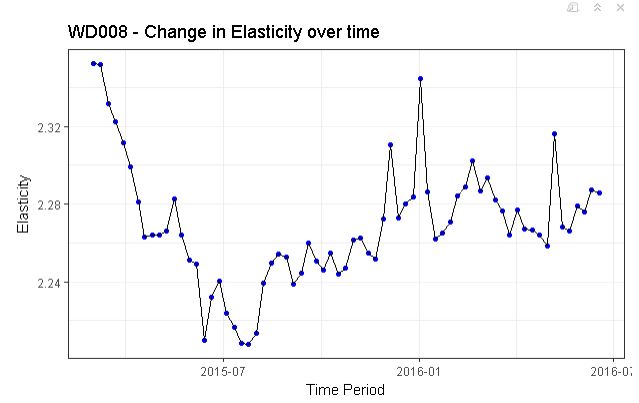 WD008 - Change in Elasticity over time
2.32
2.28
2.24
Elasticity
2015-07
2016-01
2016-07
Time Period